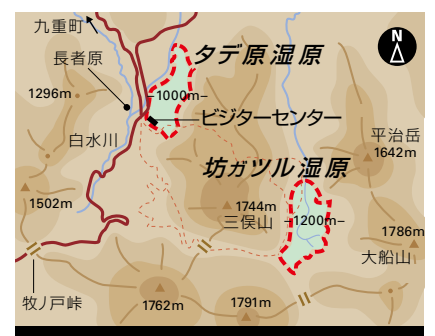 九重町
長者原
タデ原湿原
N
1296m
–1000m–
ビジターセンター
白水川
平治岳
1642m
坊ガツル湿原
1502m
1744m
三俣山
–1200m–
1786m
大船山
牧ノ戸峠
1762m
1791m